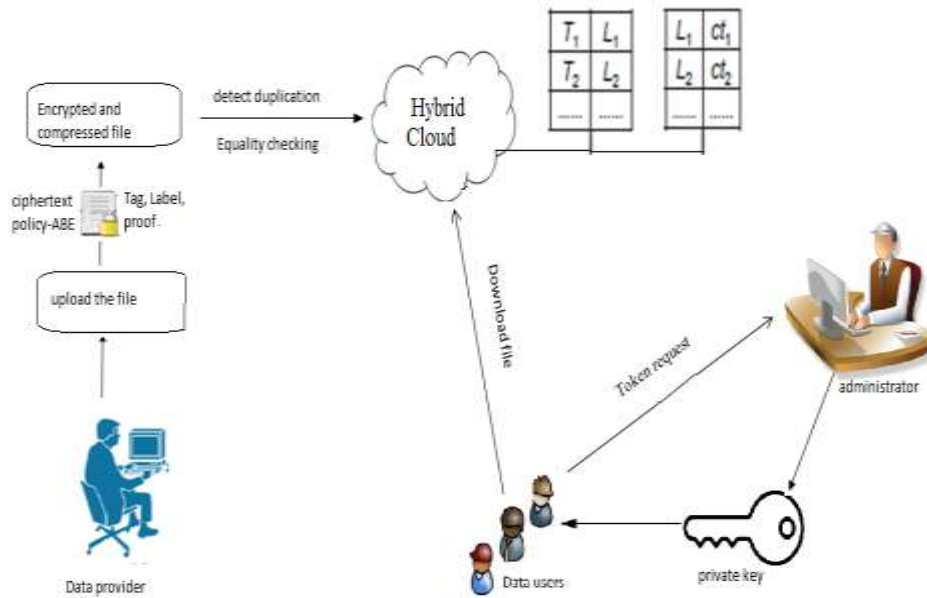 T1 L1
T2 L2
...... ......
L1 ct1
L2 ct2
...... ......
Encrypted and
compressed file
detect duplication
Equality checking
Hybrid
Cloud
ciphertext
policy-ABE
Tag, Label,
proof
upload the file
Download file
Token request
administrator
Data provider
Data users
private key